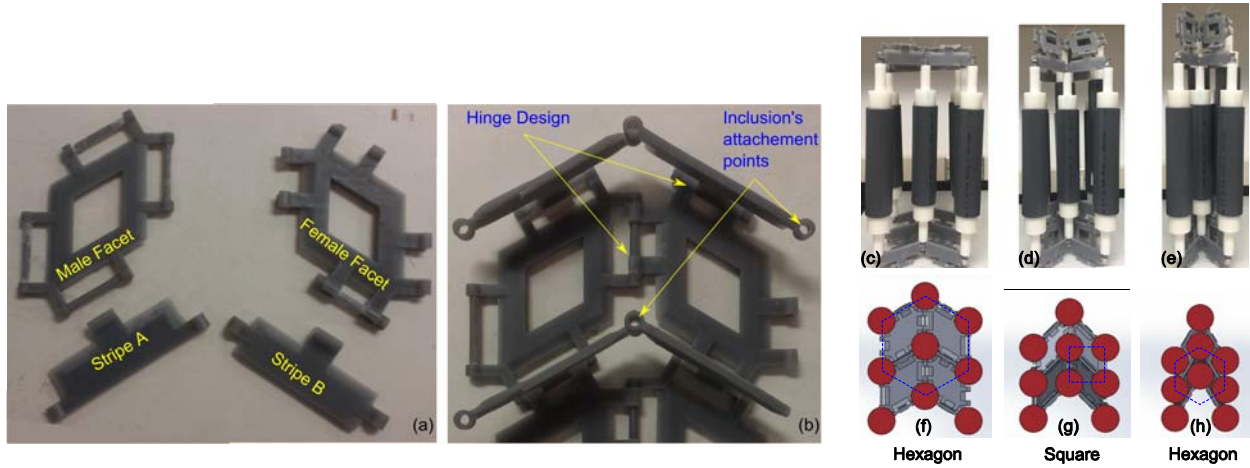 Male Facet
Female Facet
Stripe A
Stripe B
(a)
Hinge Design
Inclusion's
attachement
points
(b)
(c)
(d)
(e)
(f)
(g)
(h)
Hexagon
Square
Hexagon